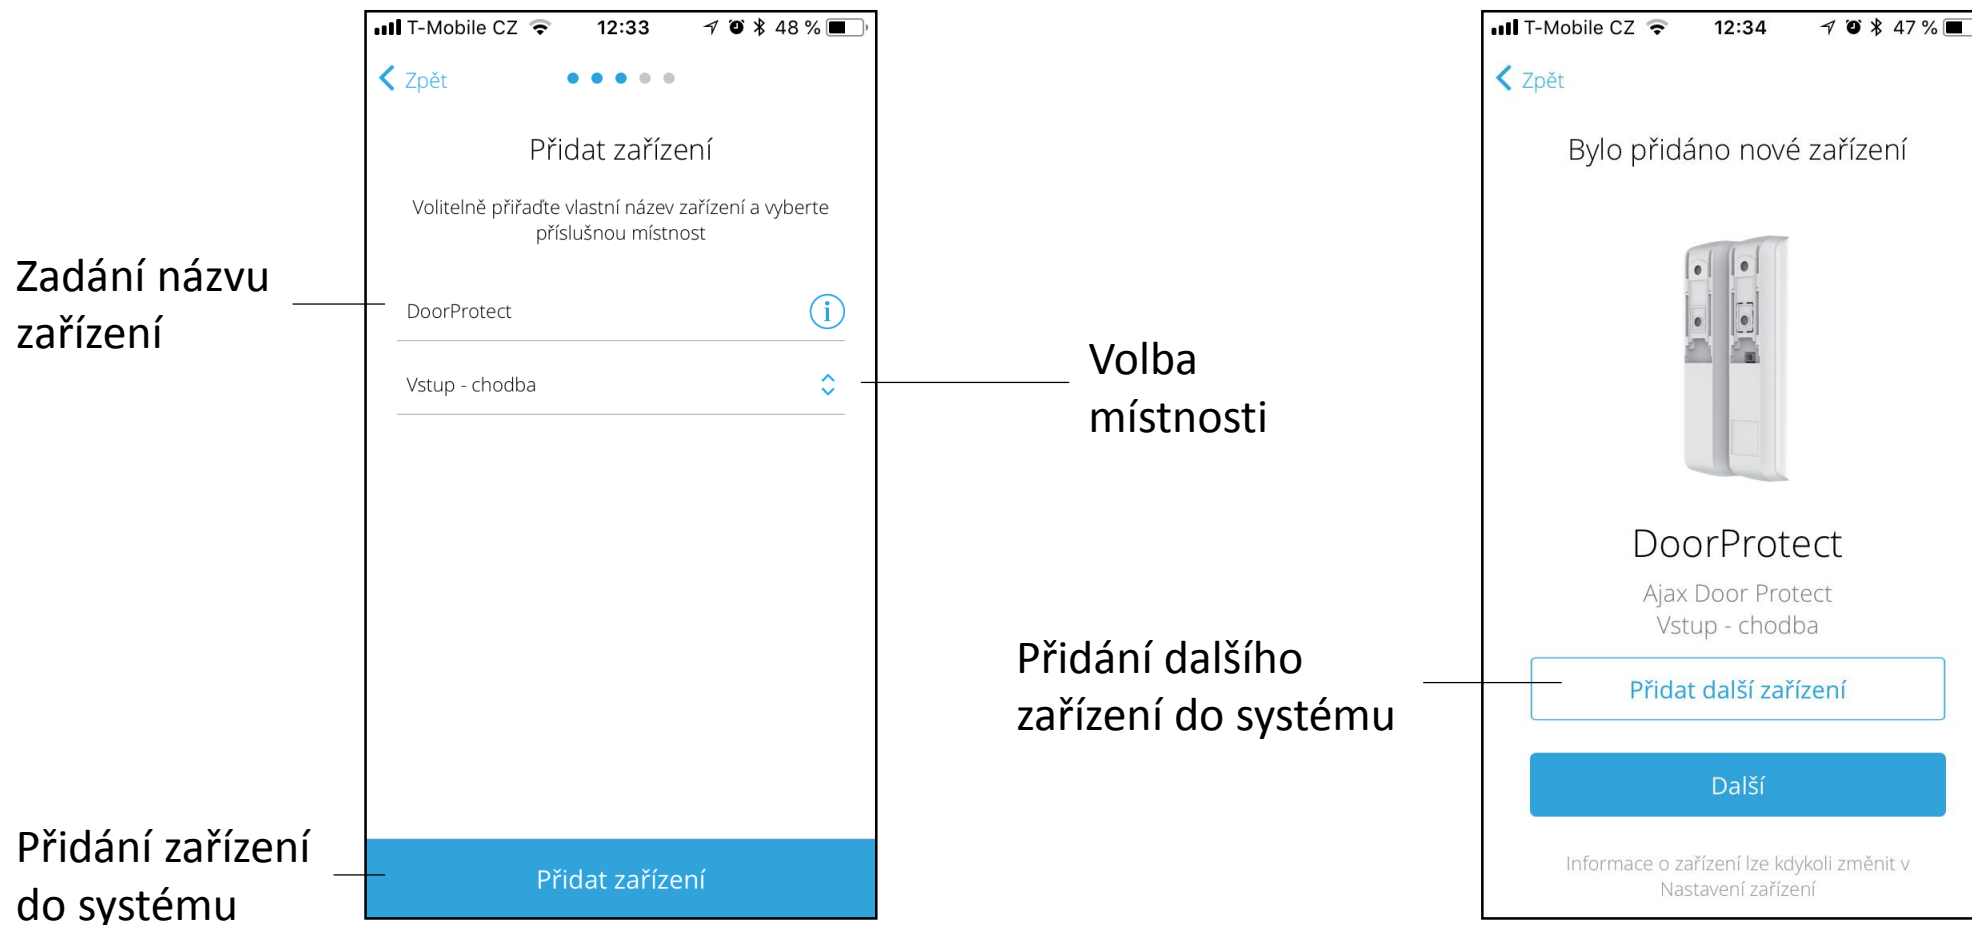 T-Mobile CZ 12:33 48 %
Zpět
Přidat zařízení
Volitelně přiřaďte vlastní název zařízení a vyberte
příslušnou místnost
Zadání názvu
zařízení
DoorProtect
i
Vstup - chodba
Volba
místnosti
Přidání zařízení
do systému
Přidat zařízení
T-Mobile CZ 12:34 47 %
Zpět
Bylo přidáno nové zařízení
DoorProtect
Ajax Door Protect
Vstup - chodba
Přidání dalšího
zařízení do systému
Přidat další zařízení
Další
Informace o zařízení lze kdykoli změnit v
Nastavení zařízení